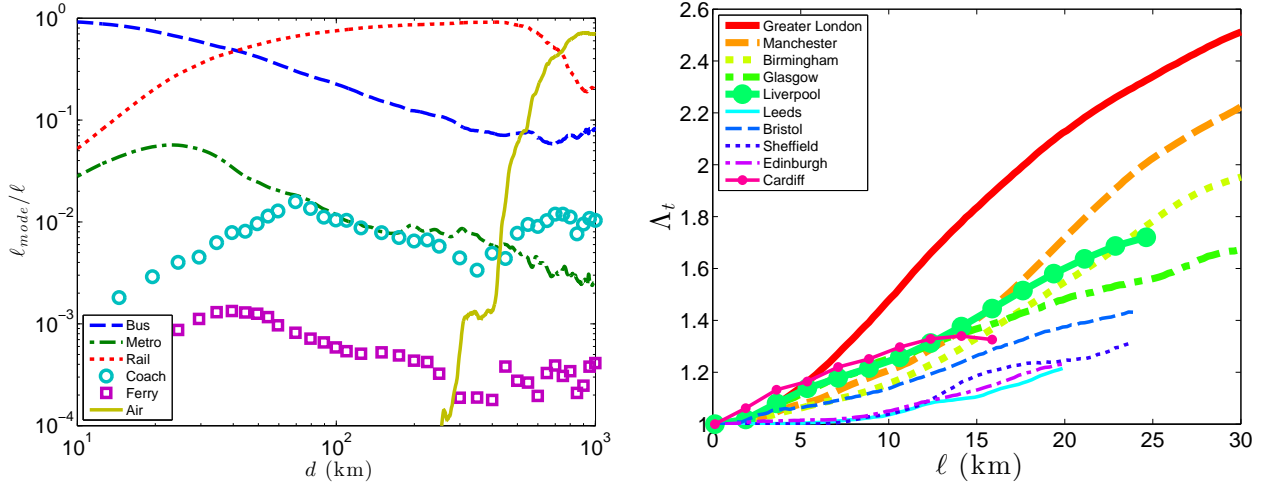 10^0
10^{-1}
10^{-2}
10^{-3}
10^{-4}
ℓ_{mode}/ℓ
Bus
Metro
Rail
Coach
Ferry
Air
10^1
10^2
10^3
d (km)
2.6
2.4
2.2
2
1.8
1.6
1.4
1.2
1
Λ_t
Greater London
Manchester
Birmingham
Glasgow
Liverpool
Leeds
Bristol
Sheffield
Edinburgh
Cardiff
0 5 10 15 20 25 30
ℓ (km)